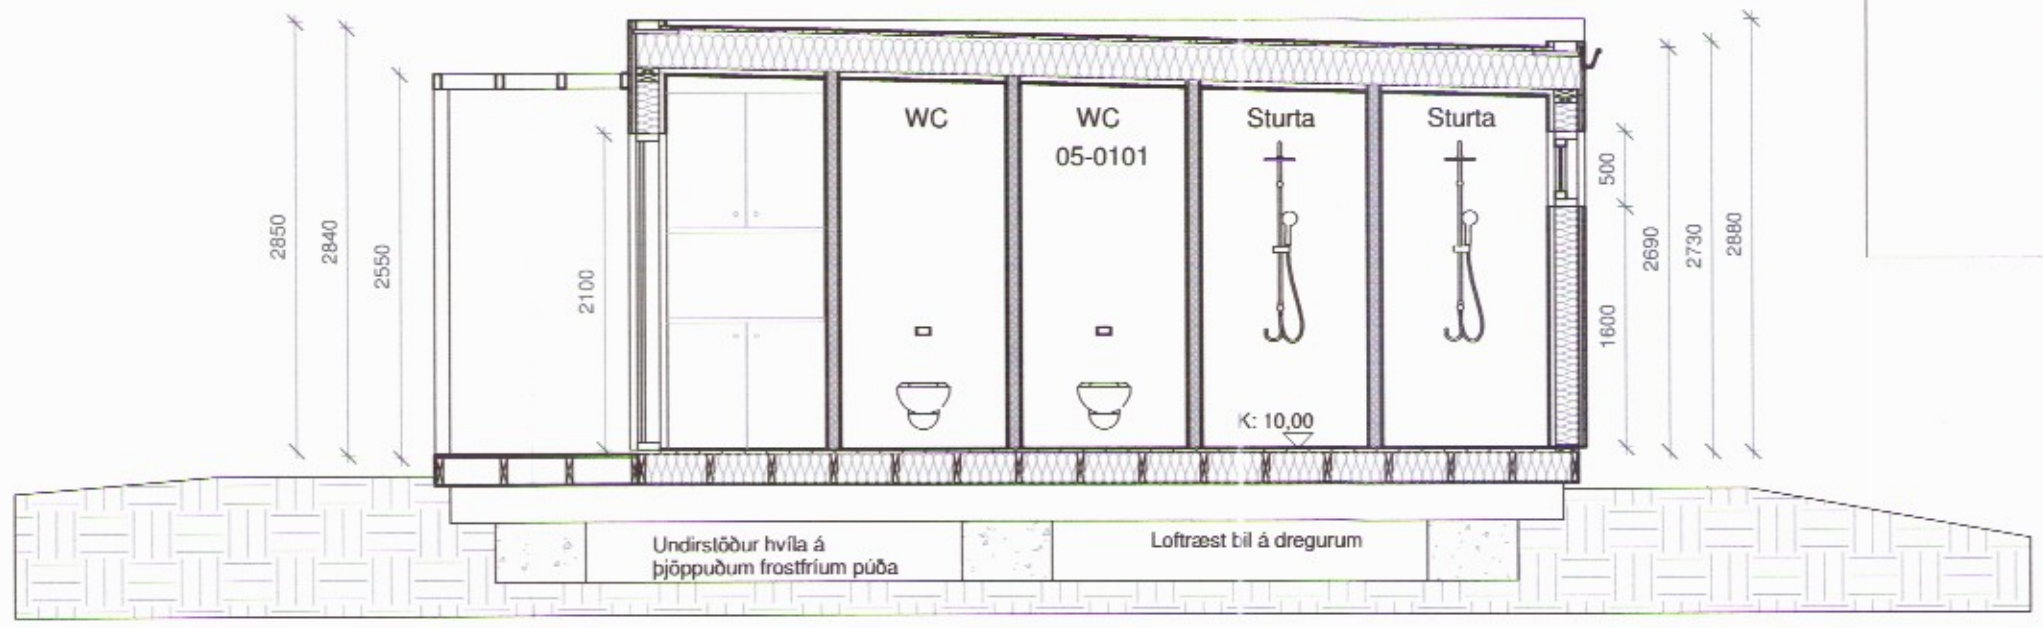 WC
WC
05-0101
Sturta
Sturta
2850
2840
2550
2100
500
1600
2690
2730
2880
K: 10,00
Undirstöður hvíla á
þjöppuðum frostfríum púða
Loftræst bil á dregurum